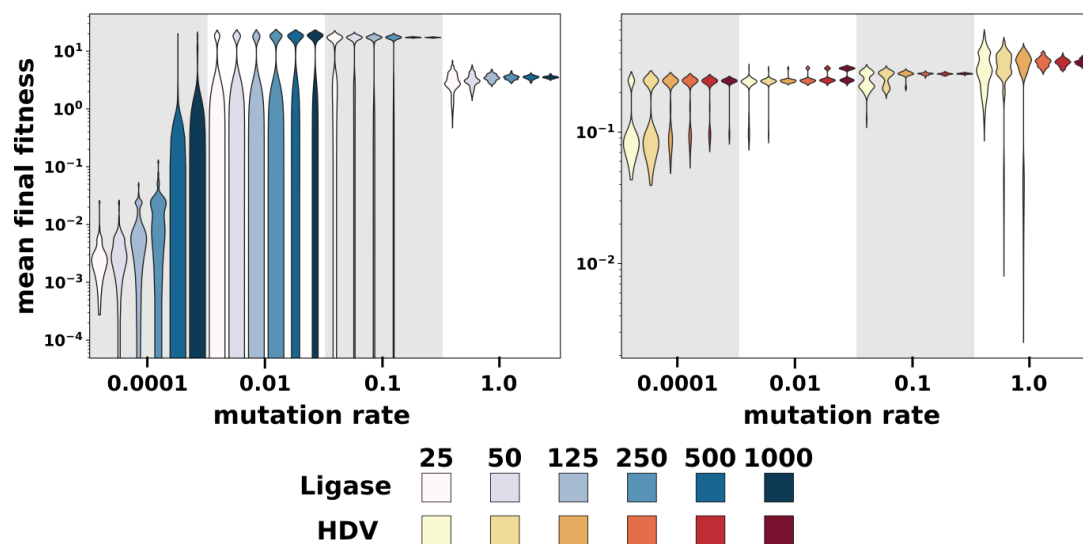 mean final fitness
10¹
10⁰
10⁻¹
10⁻²
10⁻³
10⁻⁴
0.0001 0.01 0.1 1.0
mutation rate
10⁻¹
10⁻²
0.0001 0.01 0.1 1.0
mutation rate
25 50 125 250 500 1000
Ligase
HDV